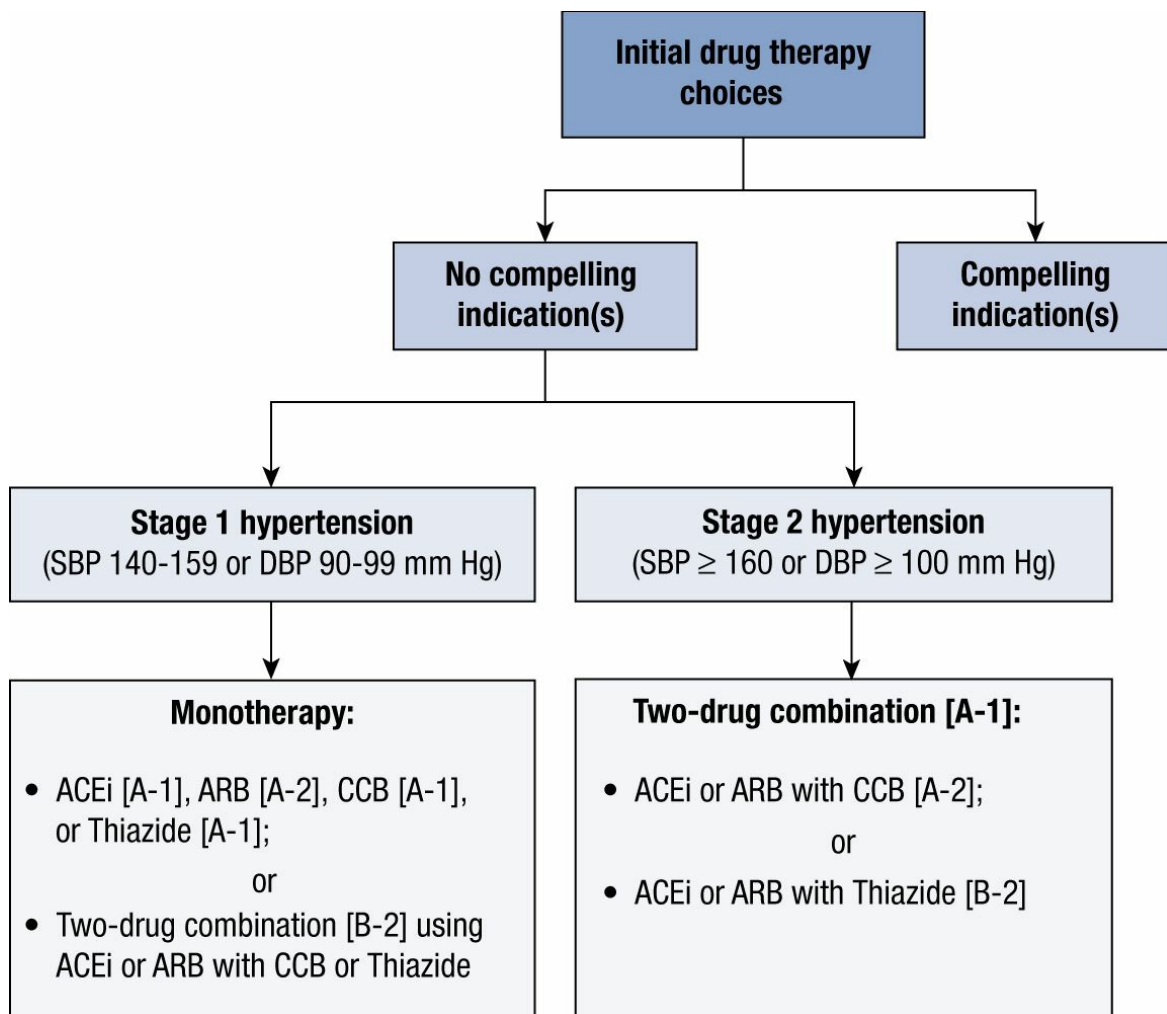 Initial drug therapy
choices
No compelling
indication(s)
Compelling
indication(s)
Stage 1 hypertension
(SBP 140-159 or DBP 90-99 mm Hg)
Stage 2 hypertension
(SBP ≥ 160 or DBP ≥ 100 mm Hg)
Monotherapy:
• ACEi [A-1], ARB [A-2], CCB [A-1],
or Thiazide [A-1];
or
• Two-drug combination [B-2] using
ACEi or ARB with CCB or Thiazide
Two-drug combination [A-1]:
• ACEi or ARB with CCB [A-2];
or
• ACEi or ARB with Thiazide [B-2]